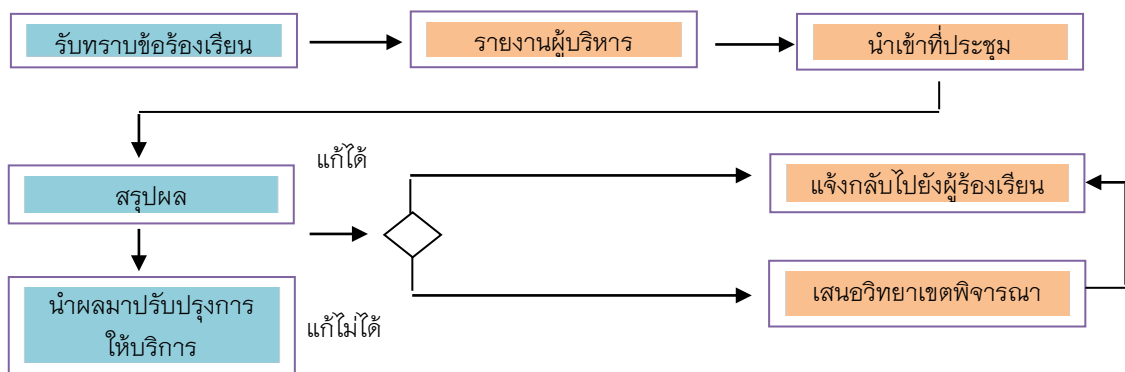 รับทราบข้อร้องเรียน
รายงานผู้บริหาร
นำเข้าที่ประชุม
แก้ได้
สรุปผล
แจ้งกลับไปยังผู้ร้องเรียน
นำผลมาปรับปรุงการ
ให้บริการ
แก้ไม่ได้
เสนอวิทยาเขตพิจารณา